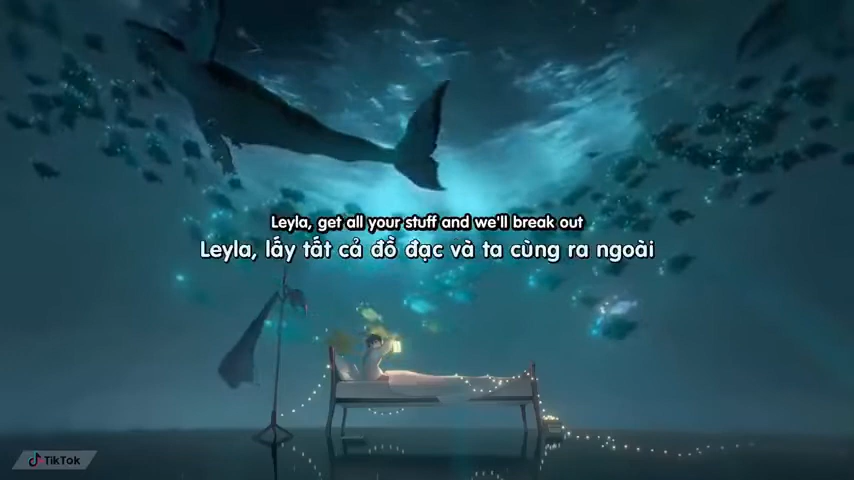 Leyla, get all your stuff and we'll break out
Leyla, lấy tất cả đồ đạc và ta cùng ra ngoài
TikTok